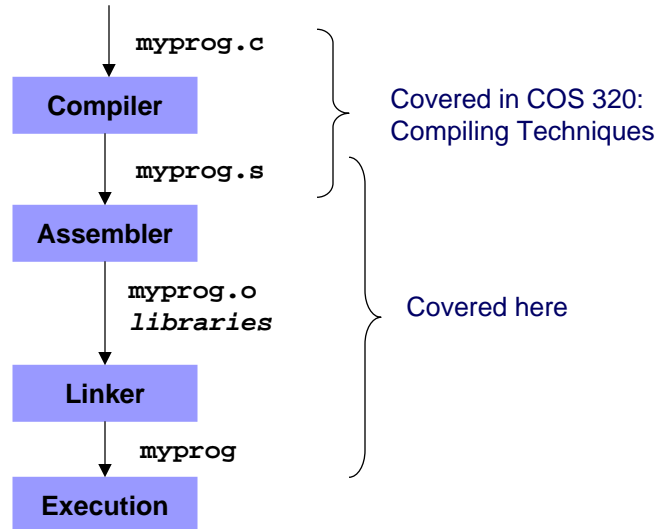 myprog.c
Compiler
Covered in COS 320:
Compiling Techniques
myprog.s
Assembler
myprog.o
libraries
Covered here
Linker
myprog
Execution